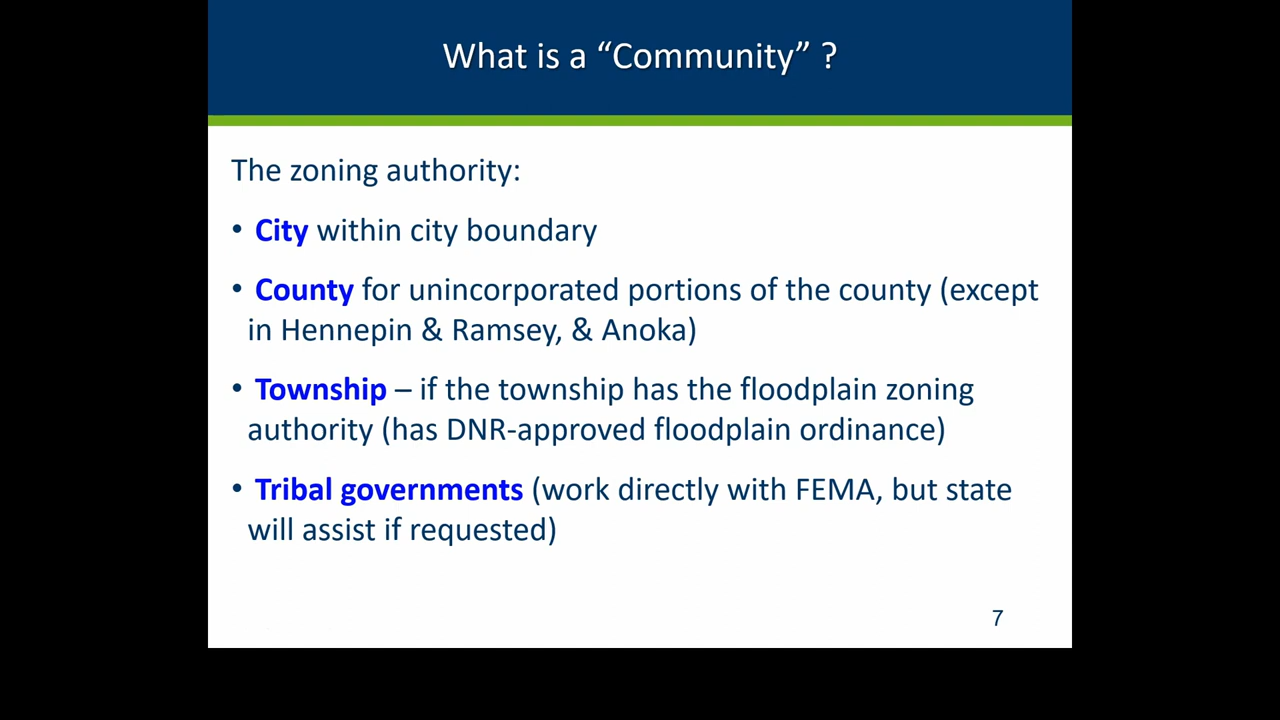 What is a “Community” ?
The zoning authority:
• City within city boundary
• County for unincorporated portions of the county (except
in Hennepin & Ramsey, & Anoka)
• Township – if the township has the floodplain zoning
authority (has DNR-approved floodplain ordinance)
• Tribal governments (work directly with FEMA, but state
will assist if requested)
7